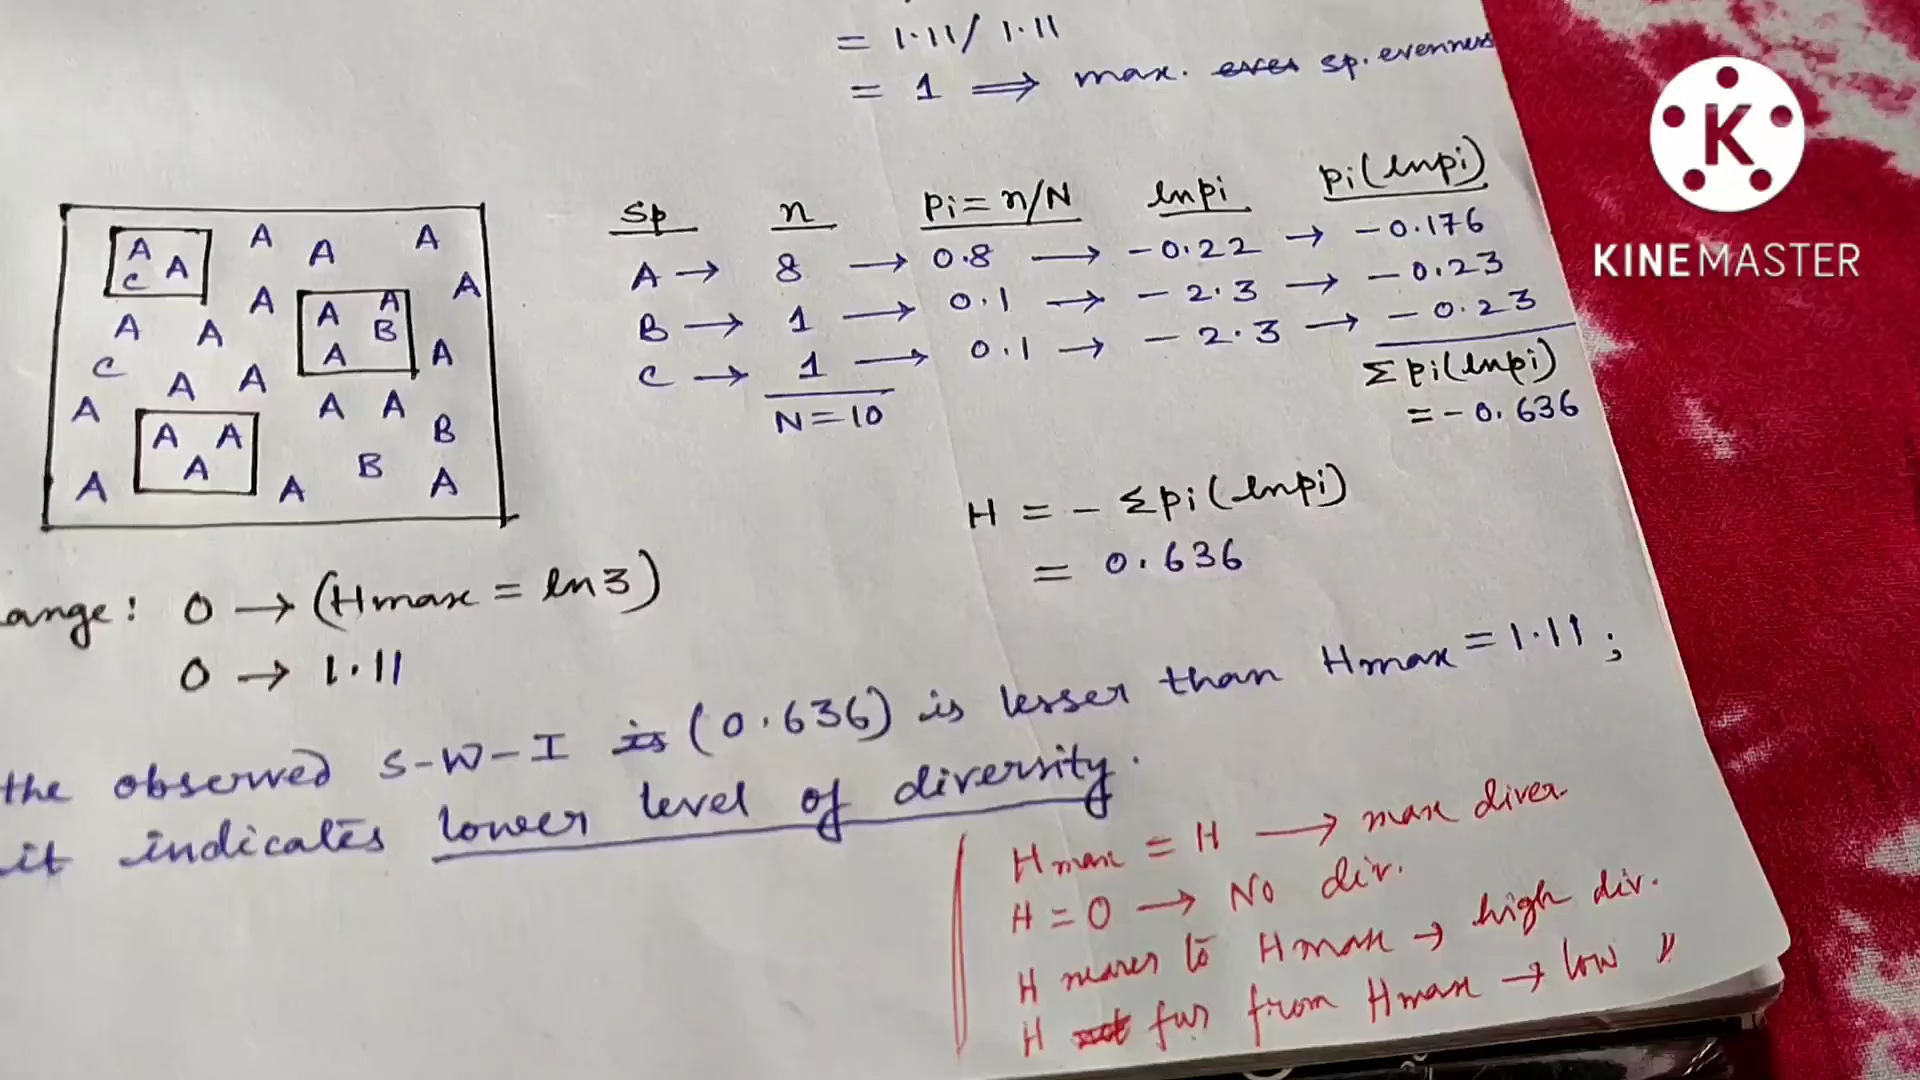 = 1.11/ 1.11
= 1 ⟹ max. sp. evenness
K
KINEMASTER
A A C
A A A
A
A
A A B A
A A
C A A A
A A A B
A A A
A A B A
Sp n Pi = n/N lnpi Pi(lnpi)
A → 8 → 0.8 → -0.22 → -0.176
B → 1 → 0.1 → -2.3 → -0.23
C → 1 → 0.1 → -2.3 → -0.23
N = 10
Σ Pi(lnpi)
= -0.636
H = - Σ Pi (lnpi)
= 0.636
ange: 0 → (Hmax = ln3)
0 → 1.11
the observed S-W-I is (0.636) is lesser than Hmax = 1.11 ;
it indicates lower level of diversity.
Hmax = H → max diver.
H = 0 → No div.
H nearer to Hmax → high div.
H far from Hmax → low "